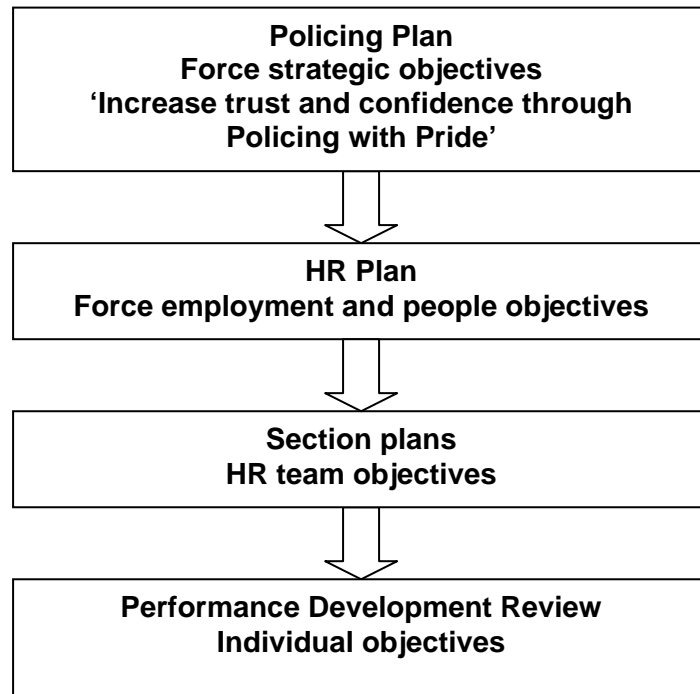 Policing Plan
Force strategic objectives
‘Increase trust and confidence through
Policing with Pride’
HR Plan
Force employment and people objectives
Section plans
HR team objectives
Performance Development Review
Individual objectives